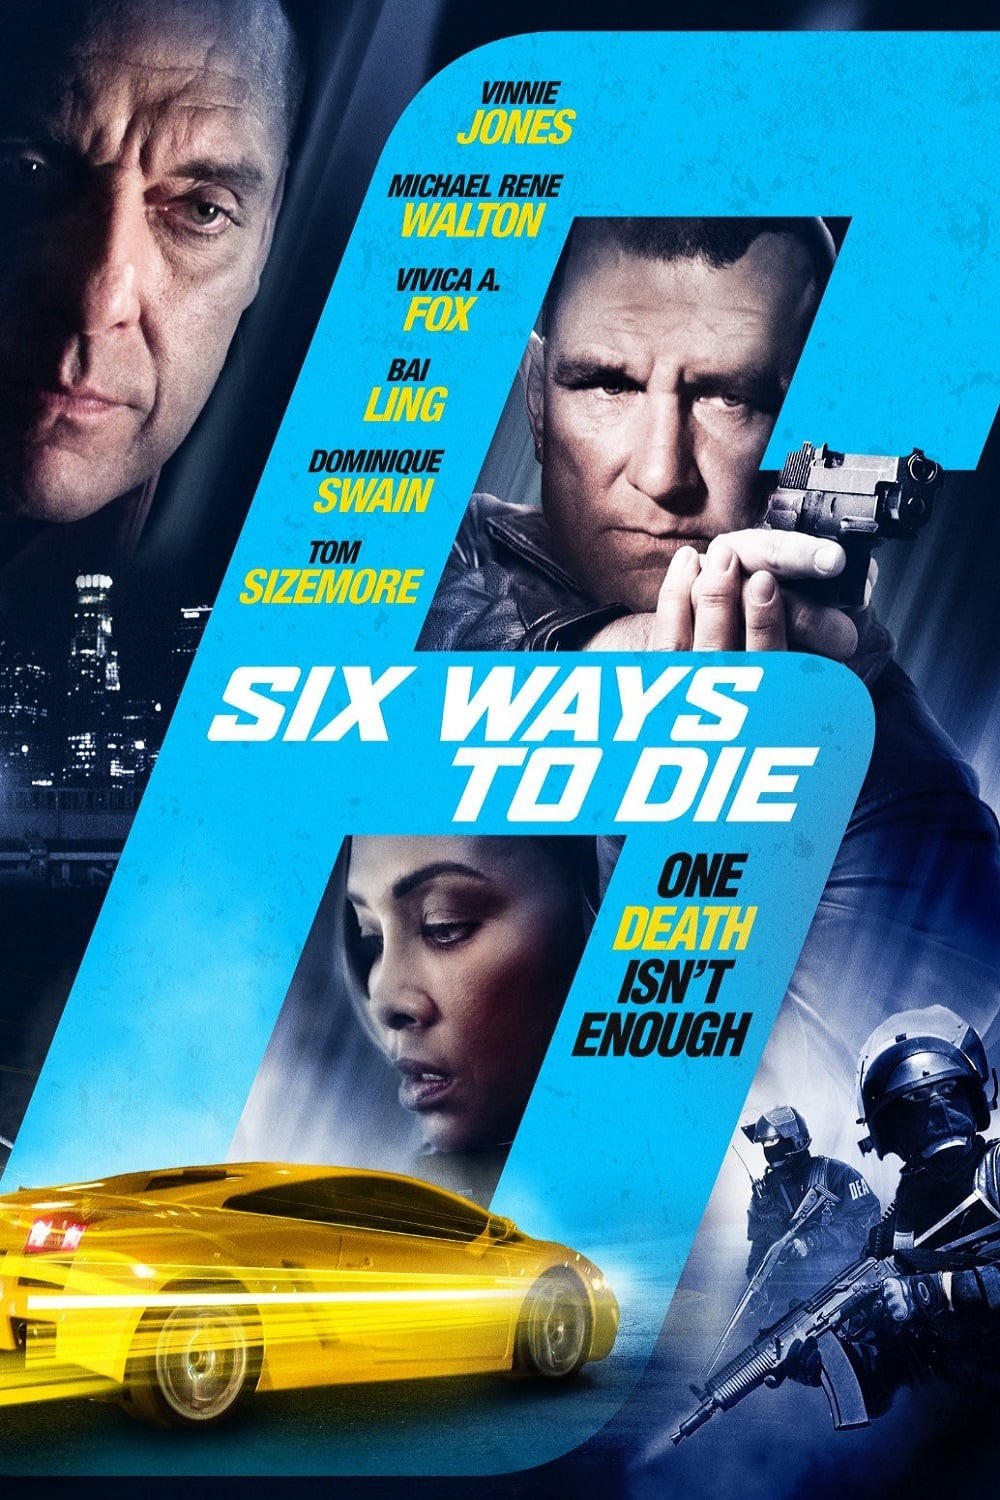 VINNIE
JONES
MICHAEL RENE
WALTON
VIVICA A.
FOX
BAI
LING
DOMINIQUE
SWAIN
TOM
SIZEMORE
SIX WAYS
TO DIE
ONE
DEATH
ISN'T
ENOUGH
DEA